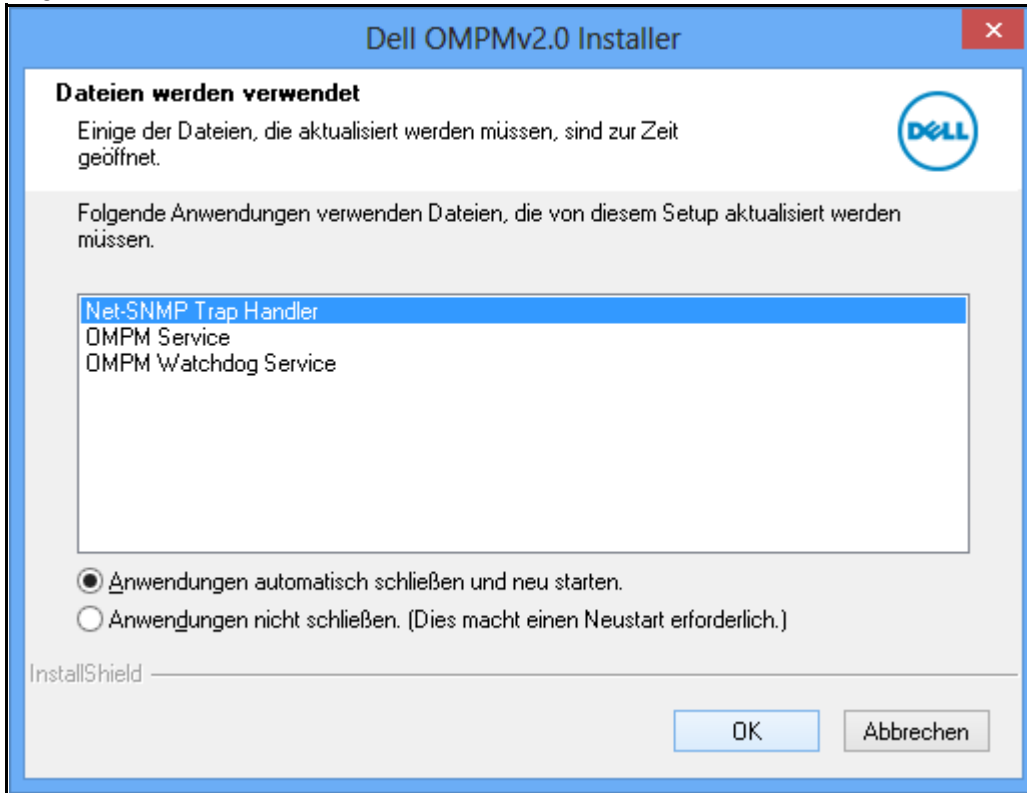 Dell OMPMv2.0 Installer
Dateien werden verwendet
Einige der Dateien, die aktualisiert werden müssen, sind zur Zeit
geöffnet.
DELL
Folgende Anwendungen verwenden Dateien, die von diesem Setup aktualisiert werden
müssen.
Net-SNMP Trap Handler
OMPM Service
OMPM Watchdog Service
Anwendungen automatisch schließen und neu starten.
Anwendungen nicht schließen. (Dies macht einen Neustart erforderlich.)
InstallShield
OK
Abbrechen